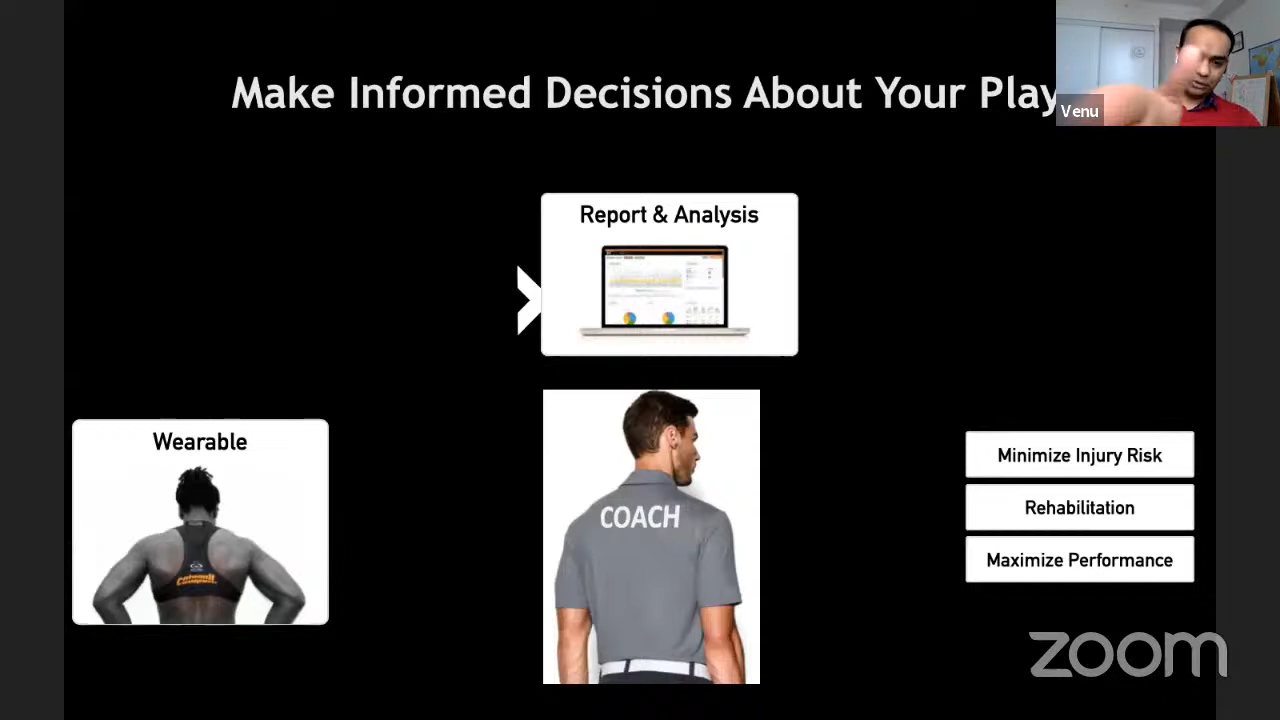 Make Informed Decisions About Your Play
Venu
Report & Analysis
Wearable
COACH
Minimize Injury Risk
Rehabilitation
Maximize Performance
zoom